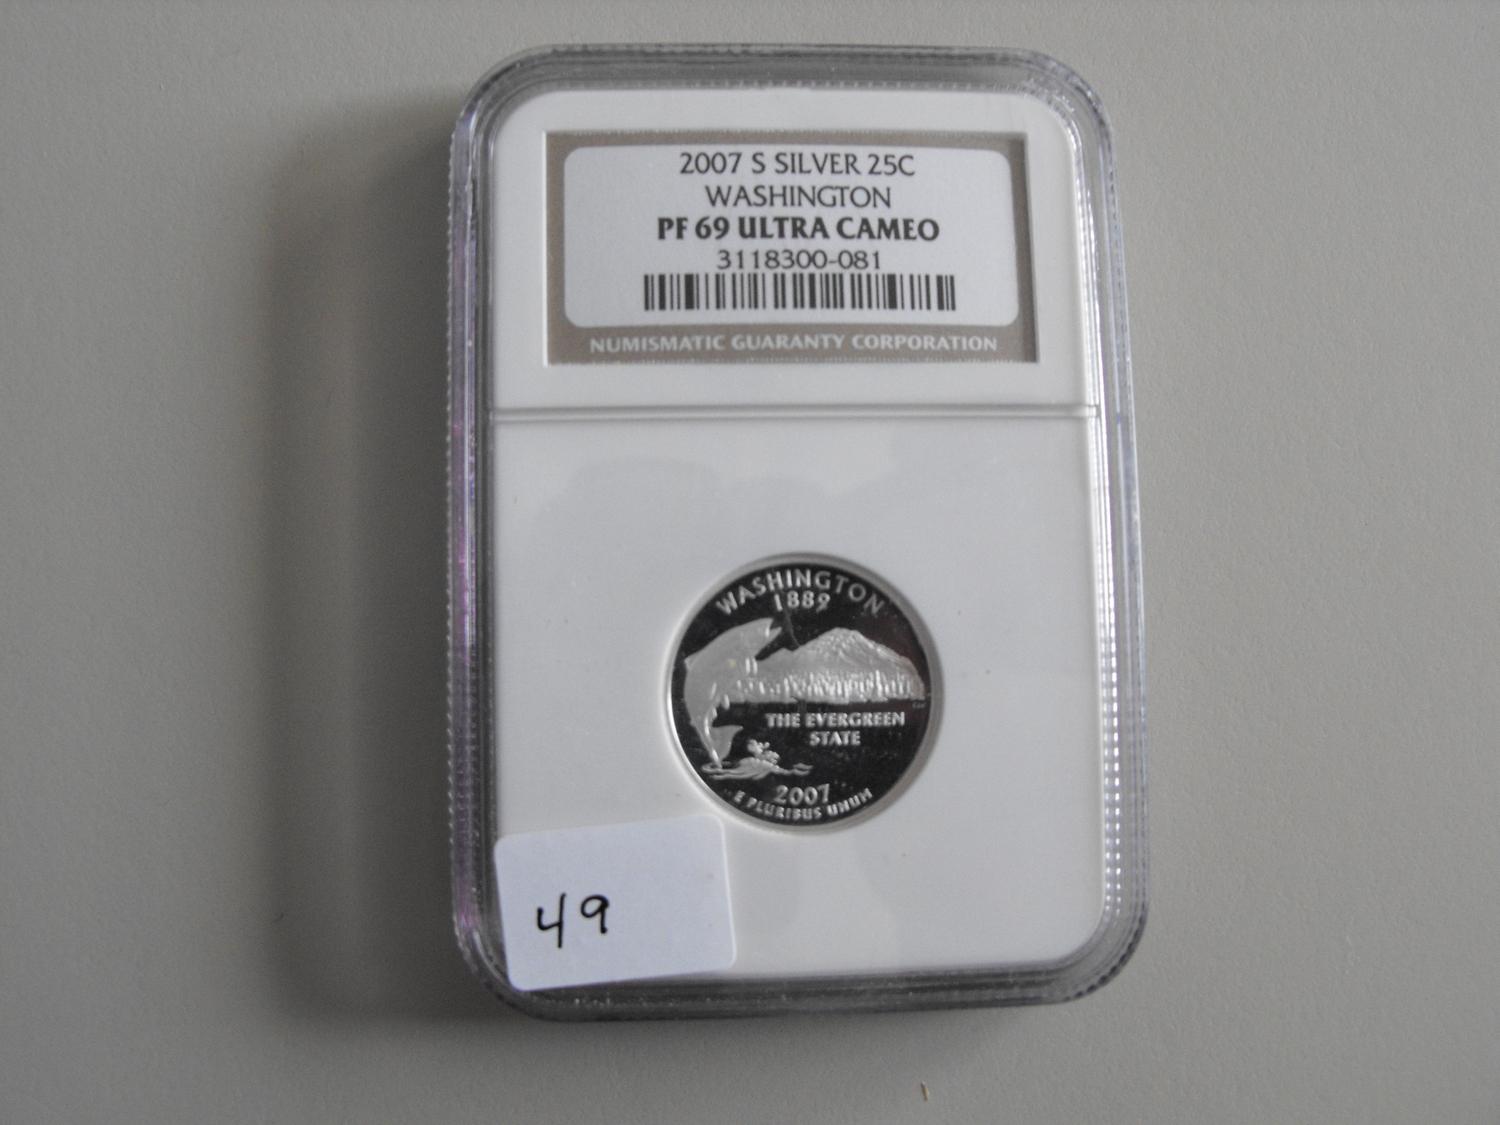 2007 S SILVER 25C
WASHINGTON
PF 69 ULTRA CAMEO
3118300-081
NUMISMATIC GUARANTY CORPORATION
WASHINGTON
1889
THE EVERGREEN
STATE
2007
E PLURIBUS UNUM
49